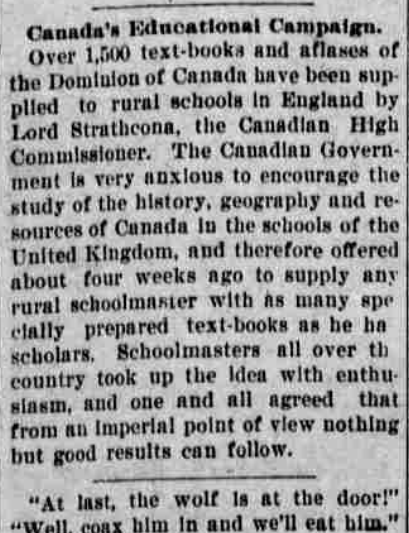 Canada's Educational Campaign.
Over 1,500 text-books and aflases of
the Dominion of Canada have been sup-
plied to rural schools in England by
Lord Strathcona, the Canadian High
Commissioner. The Canadian Govern-
ment is very anxious to encourage the
study of the history, geography and re-
sources of Canada in the schools of the
United Kingdom, and therefore offered
about four weeks ago to supply any
rural schoolmaster with as many spe
cially prepared text-books as he ha
scholars. Schoolmasters all over th
country took up the idea with enthu-
siasm, and one and all agreed that
from an imperial point of view nothing
but good results can follow.
"At last, the wolf is at the door!"
"Well, coax him in and we'll eat him."